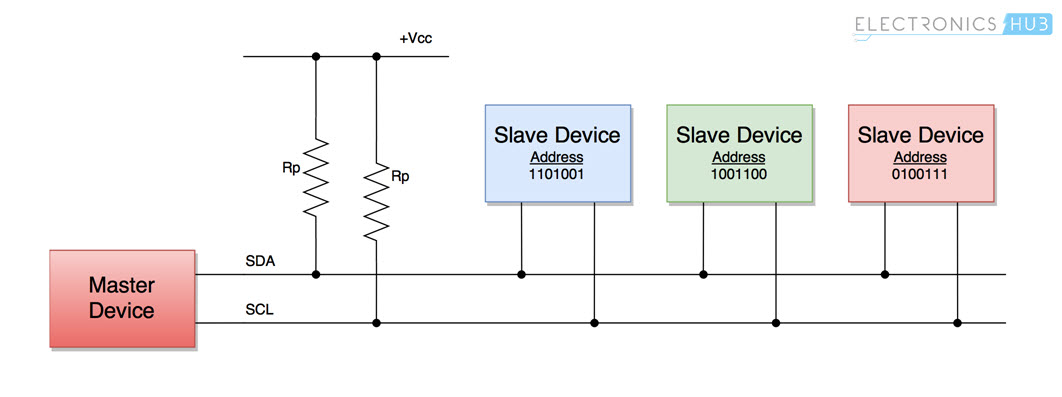 ELECTRONICS HUB
+Vcc
Slave Device
Address
1101001
Slave Device
Address
1001100
Slave Device
Address
0100111
Rp
Rp
SDA
Master
Device
SCL